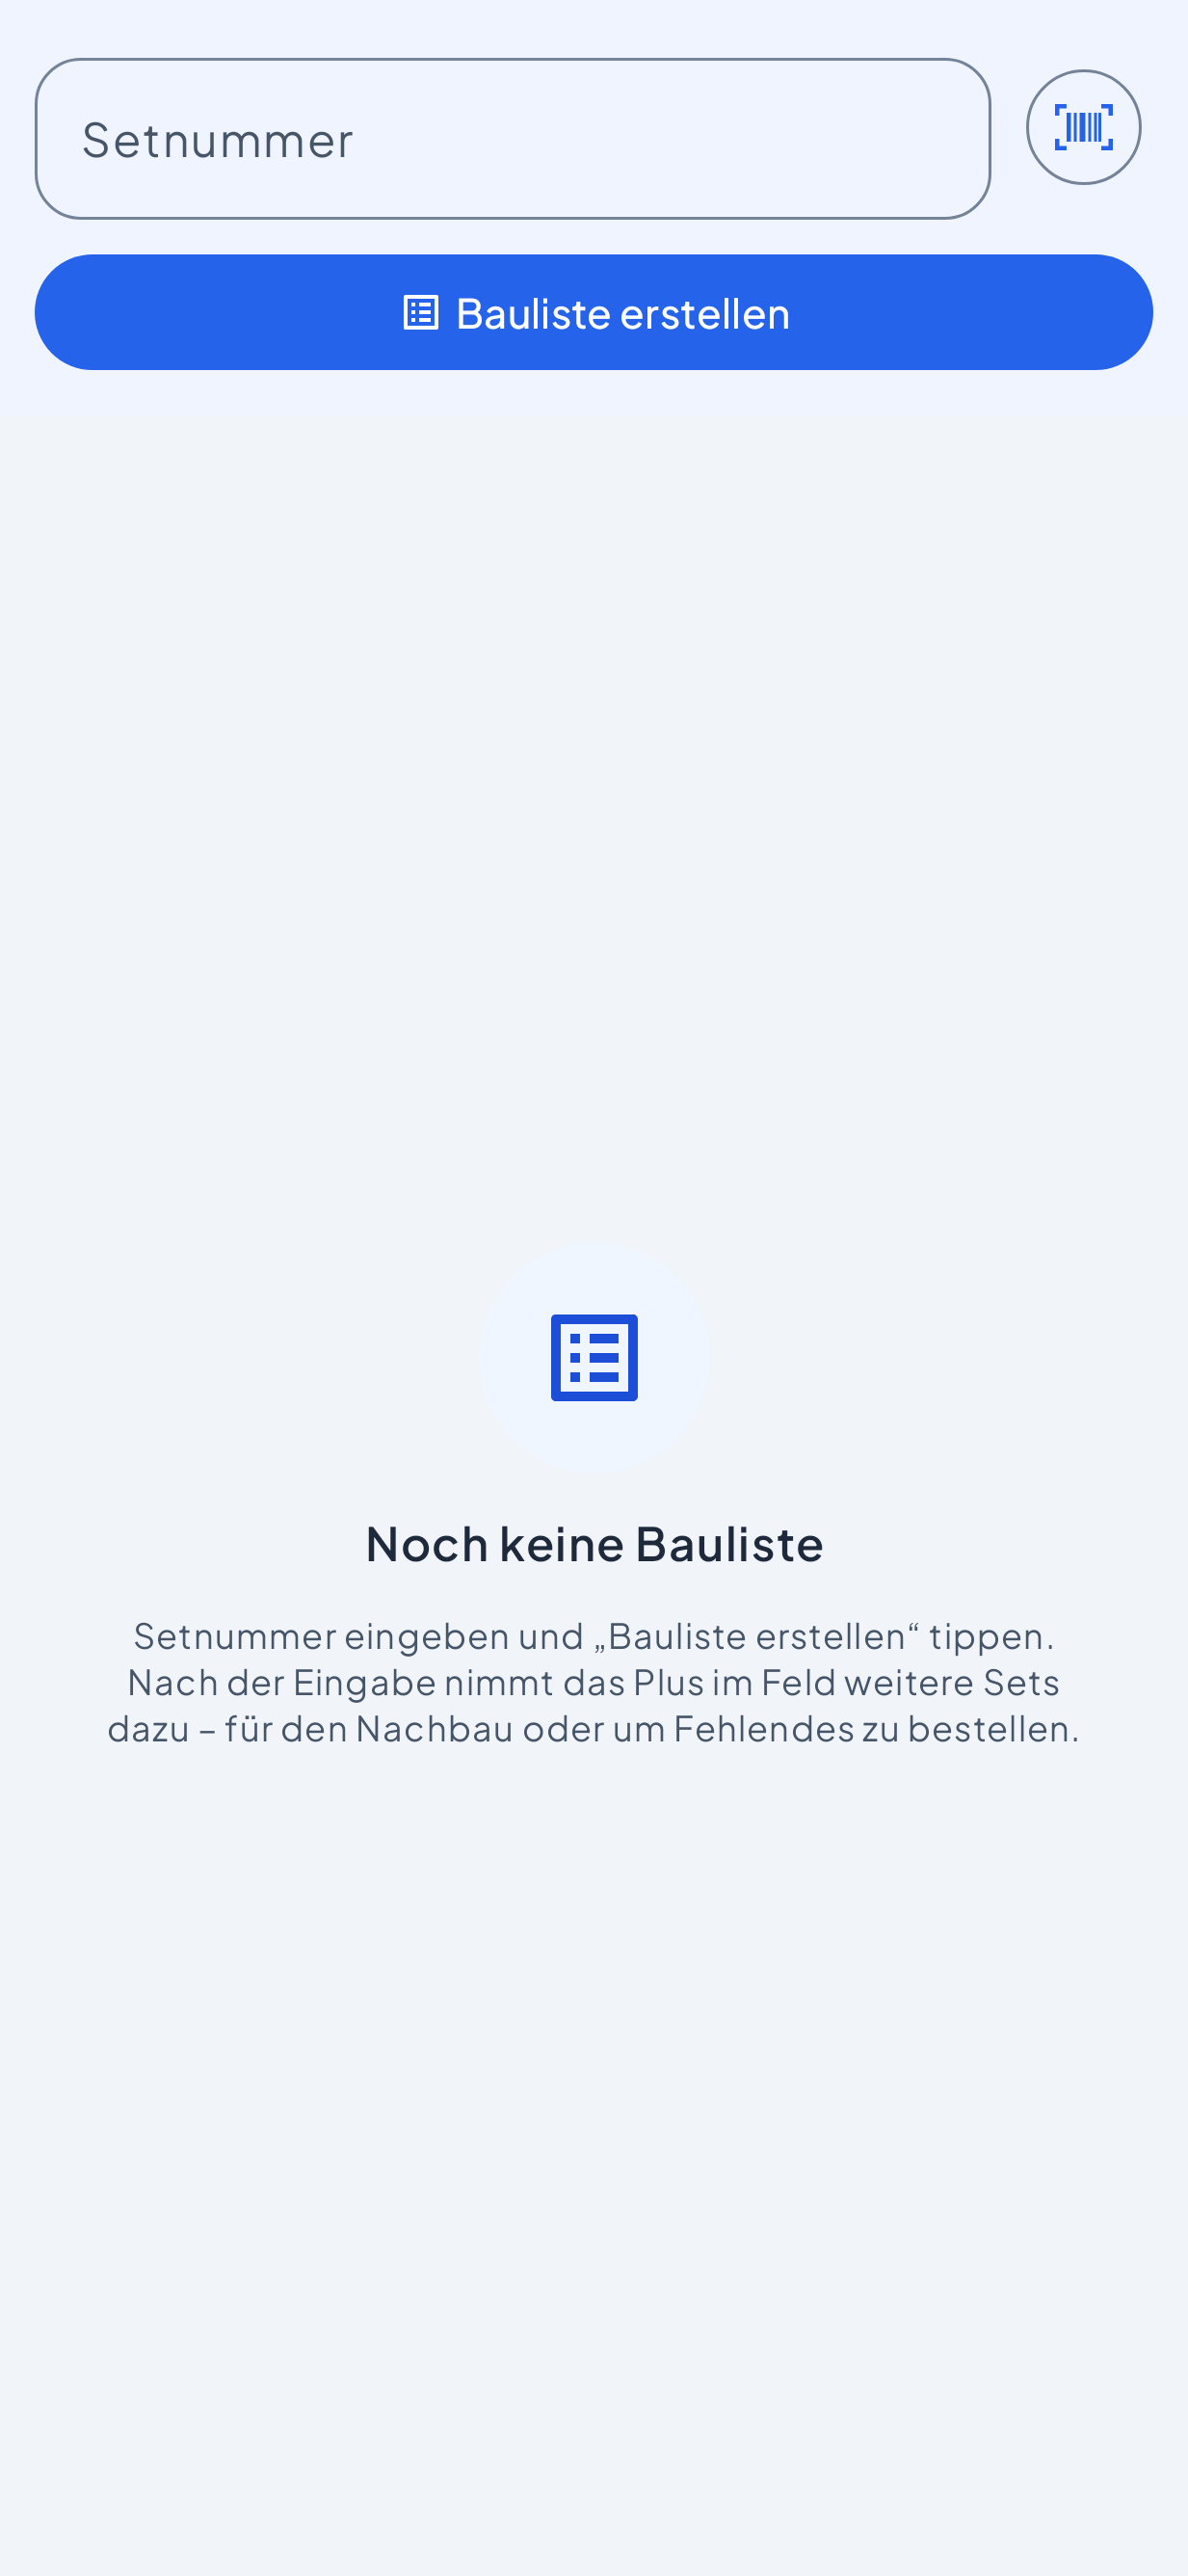 Setnummer
Bauliste erstellen
Noch keine Bauliste
Setnummer eingeben und „Bauliste erstellen“ tippen.
Nach der Eingabe nimmt das Plus im Feld weitere Sets
dazu – für den Nachbau oder um Fehlendes zu bestellen.